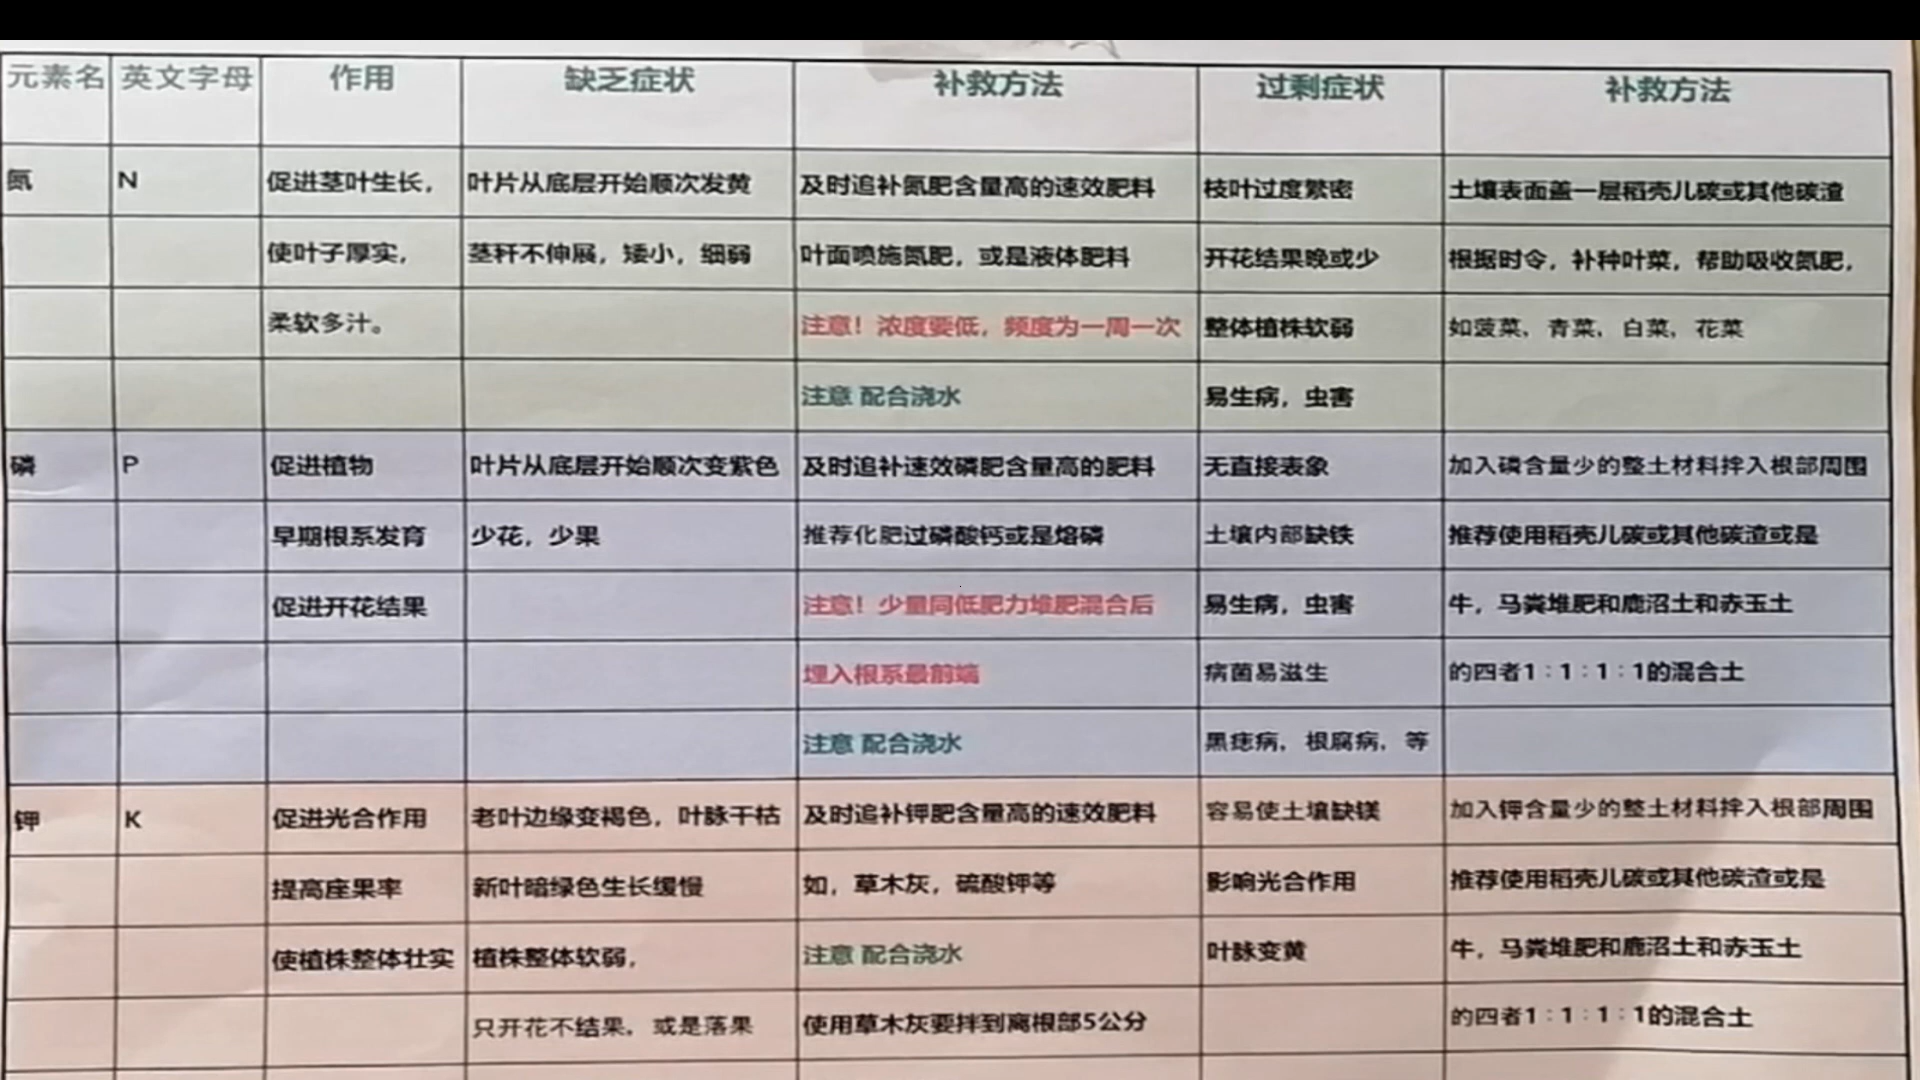 元素名 英文字母 作用 缺乏症状 补救方法 过剩症状 补救方法
氮 N 促进茎叶生长， 叶片从底层开始顺次发黄 及时追补氮肥含量高的速效肥料 枝叶过度繁密 土壤表面盖一层稻壳儿碳或其他碳渣
使叶子厚实， 茎秆不伸展，矮小，细弱 叶面喷施氮肥，或是液体肥料 开花结果晚或少 根据时令，补种叶菜，帮助吸收氮肥，
柔软多汁。 注意！浓度要低，频度为一周一次 整体植株软弱 如菠菜，青菜，白菜，花菜
注意 配合浇水 易生病，虫害
磷 P 促进植物 叶片从底层开始顺次变紫色 及时追补速效磷肥含量高的肥料 无直接表象 加入磷含量少的整土材料拌入根部周围
早期根系发育 少花，少果 推荐化肥过磷酸钙或是熔磷 土壤内部缺铁 推荐使用稻壳儿碳或其他碳渣或是
促进开花结果 注意！少量同低肥力堆肥混合后 易生病，虫害 牛，马粪堆肥和鹿沼土和赤玉土
埋入根系最前端 病菌易滋生 的四者1：1：1：1的混合土
注意 配合浇水 黑痣病，根腐病，等
钾 K 促进光合作用 老叶边缘变褐色，叶脉干枯 及时追补钾肥含量高的速效肥料 容易使土壤缺镁 加入钾含量少的整土材料拌入根部周围
提高座果率 新叶暗绿色生长缓慢 如，草木灰，硫酸钾等 影响光合作用 推荐使用稻壳儿碳或其他碳渣或是
使植株整体壮实 植株整体软弱， 注意 配合浇水 叶脉变黄 牛，马粪堆肥和鹿沼土和赤玉土
只开花不结果，或是落果 使用草木灰要拌到离根部5公分 的四者1：1：1：1的混合土